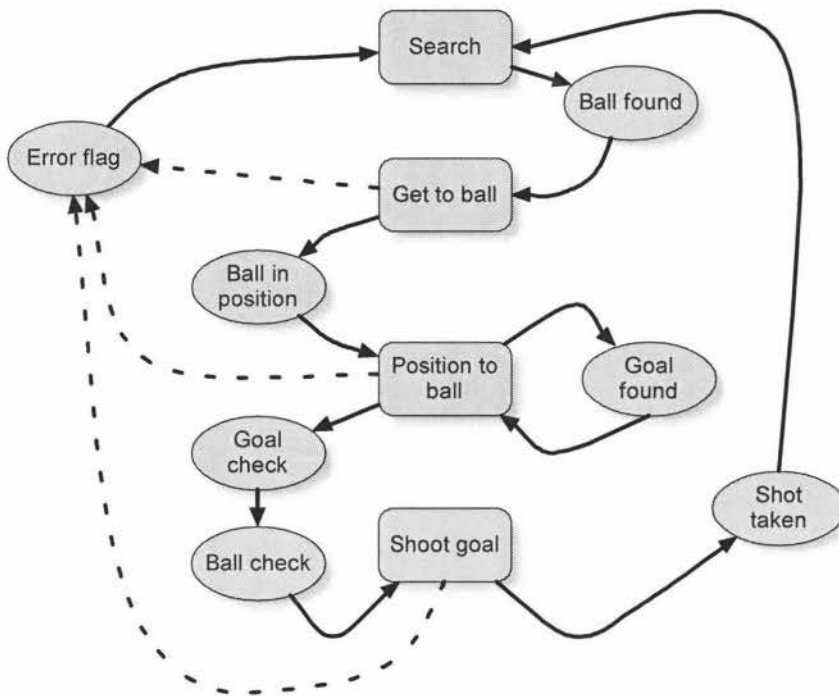 Search
Ball found
Error flag
Get to ball
Ball in
position
Position to
ball
Goal
found
Goal
check
Shot
taken
Ball check
Shoot goal